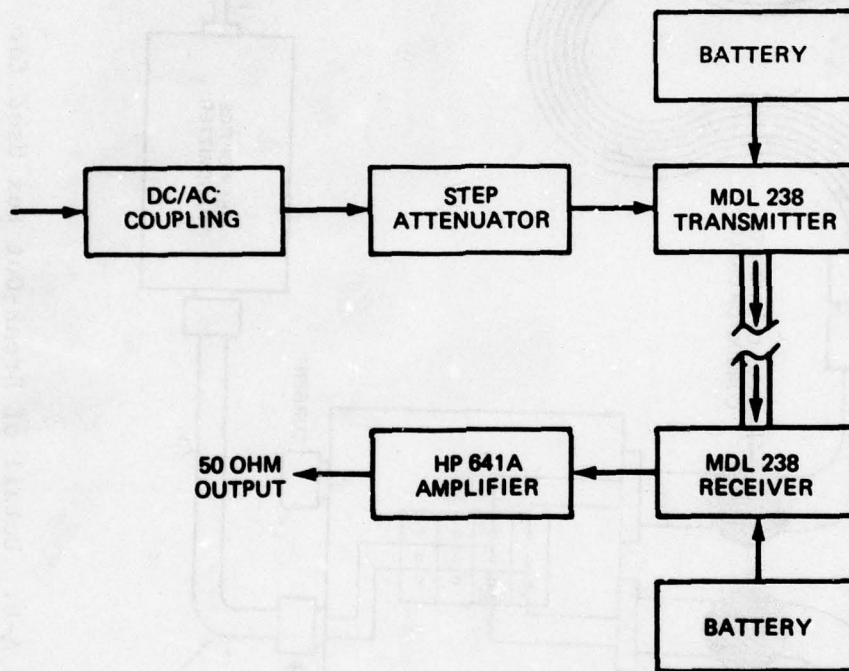 BATTERY
DC/AC
COUPLING
STEP
ATTENUATOR
MDL 238
TRANSMITTER
50 OHM
OUTPUT
HP 641A
AMPLIFIER
MDL 238
RECEIVER
BATTERY